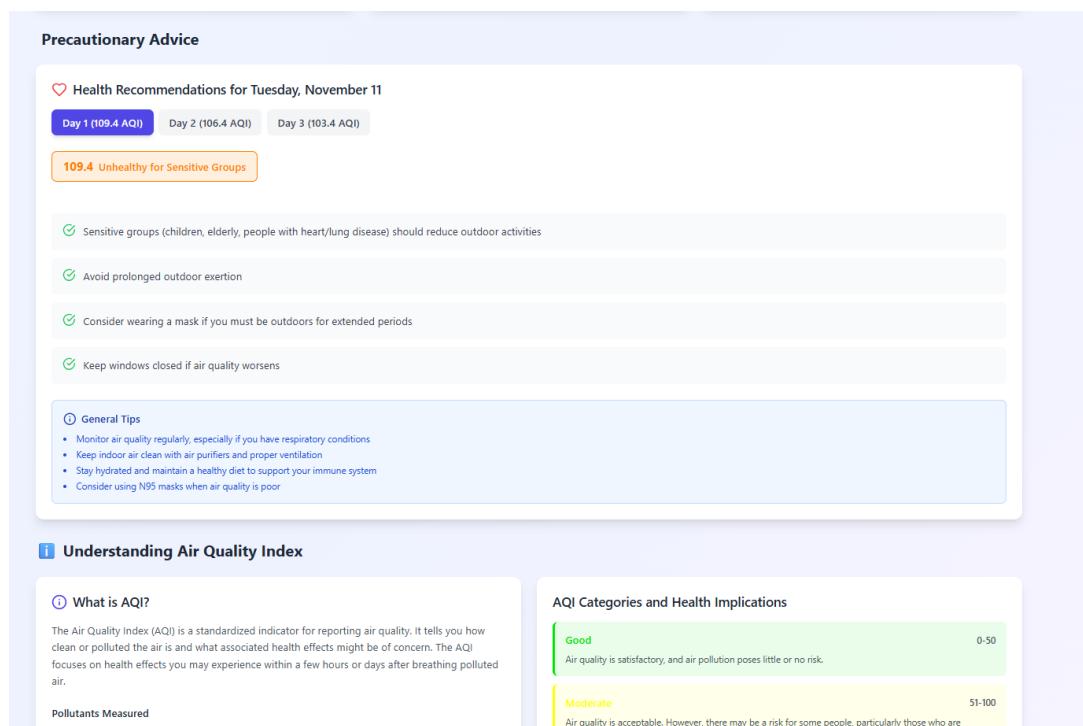 Precautionary Advice
Health Recommendations for Tuesday, November 11
Day 1 (109.4 AQI)
Day 2 (106.4 AQI)
Day 3 (103.4 AQI)
109.4 Unhealthy for Sensitive Groups
Sensitive groups (children, elderly, people with heart/lung disease) should reduce outdoor activities
Avoid prolonged outdoor exertion
Consider wearing a mask if you must be outdoors for extended periods
Keep windows closed if air quality worsens
General Tips
• Monitor air quality regularly, especially if you have respiratory conditions
• Keep indoor air clean with air purifiers and proper ventilation
• Stay hydrated and maintain a healthy diet to support your immune system
• Consider using N95 masks when air quality is poor
Understanding Air Quality Index
What is AQI?
The Air Quality Index (AQI) is a standardized indicator for reporting air quality. It tells you how
clean or polluted the air is and what associated health effects might be of concern. The AQI
focuses on health effects you may experience within a few hours or days after breathing polluted
air.
Pollutants Measured
AQI Categories and Health Implications
Good 0-50
Air quality is satisfactory, and air pollution poses little or no risk.
Moderate 51-100
Air quality is acceptable. However, there may be a risk for some people, particularly those who are